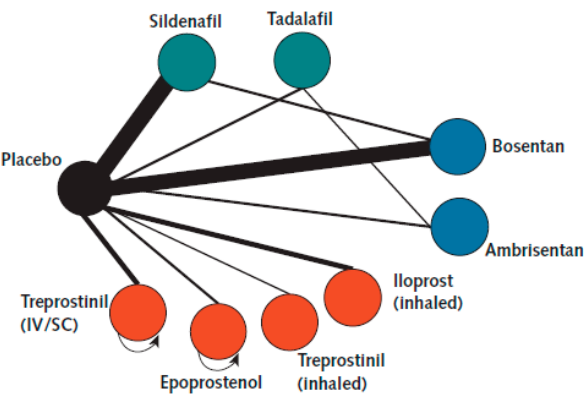 Sildenafil
Tadalafil
Placebo
Bosentan
Ambrisentan
Iloprost
(inhaled)
Treprostinil
(IV/SC)
Treprostinil
(inhaled)
Epoprostenol